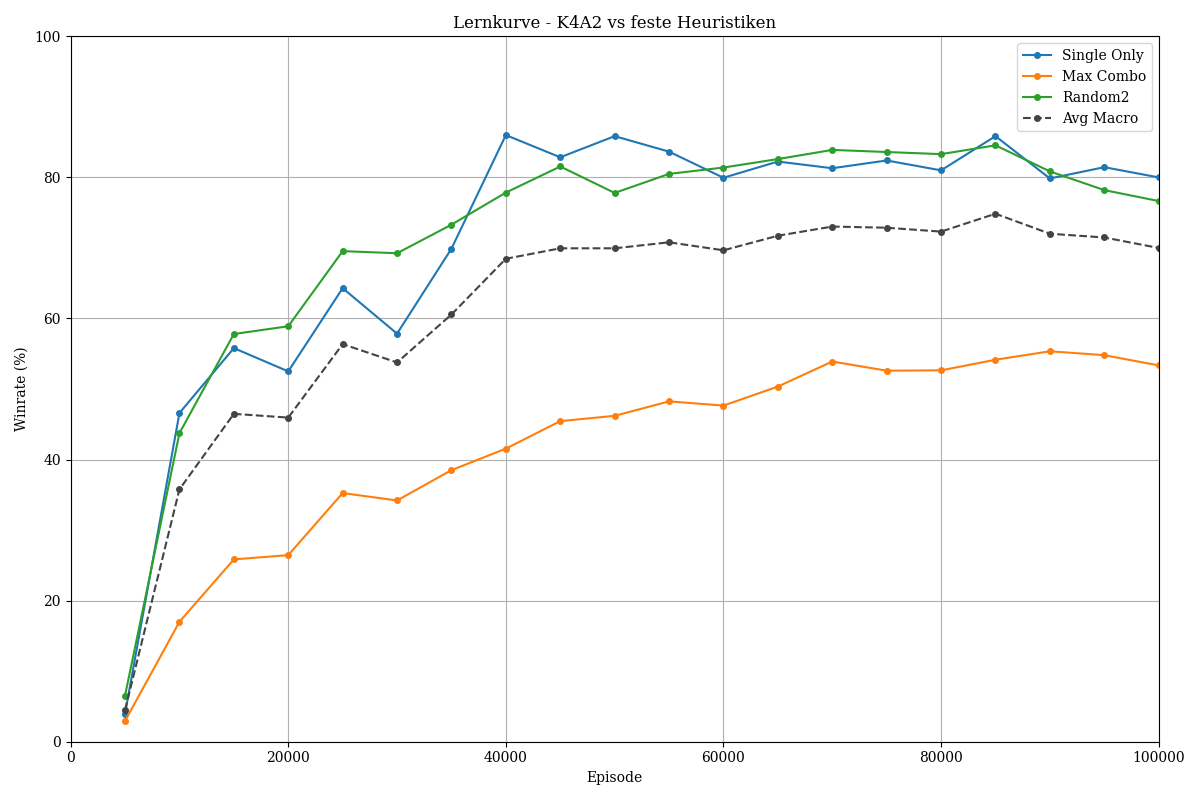 Lernkurve - K4A2 vs feste Heuristiken
100
80
60
40
20
0
Winrate (%)
0 20000 40000 60000 80000 100000
Episode
Single Only
Max Combo
Random2
Avg Macro